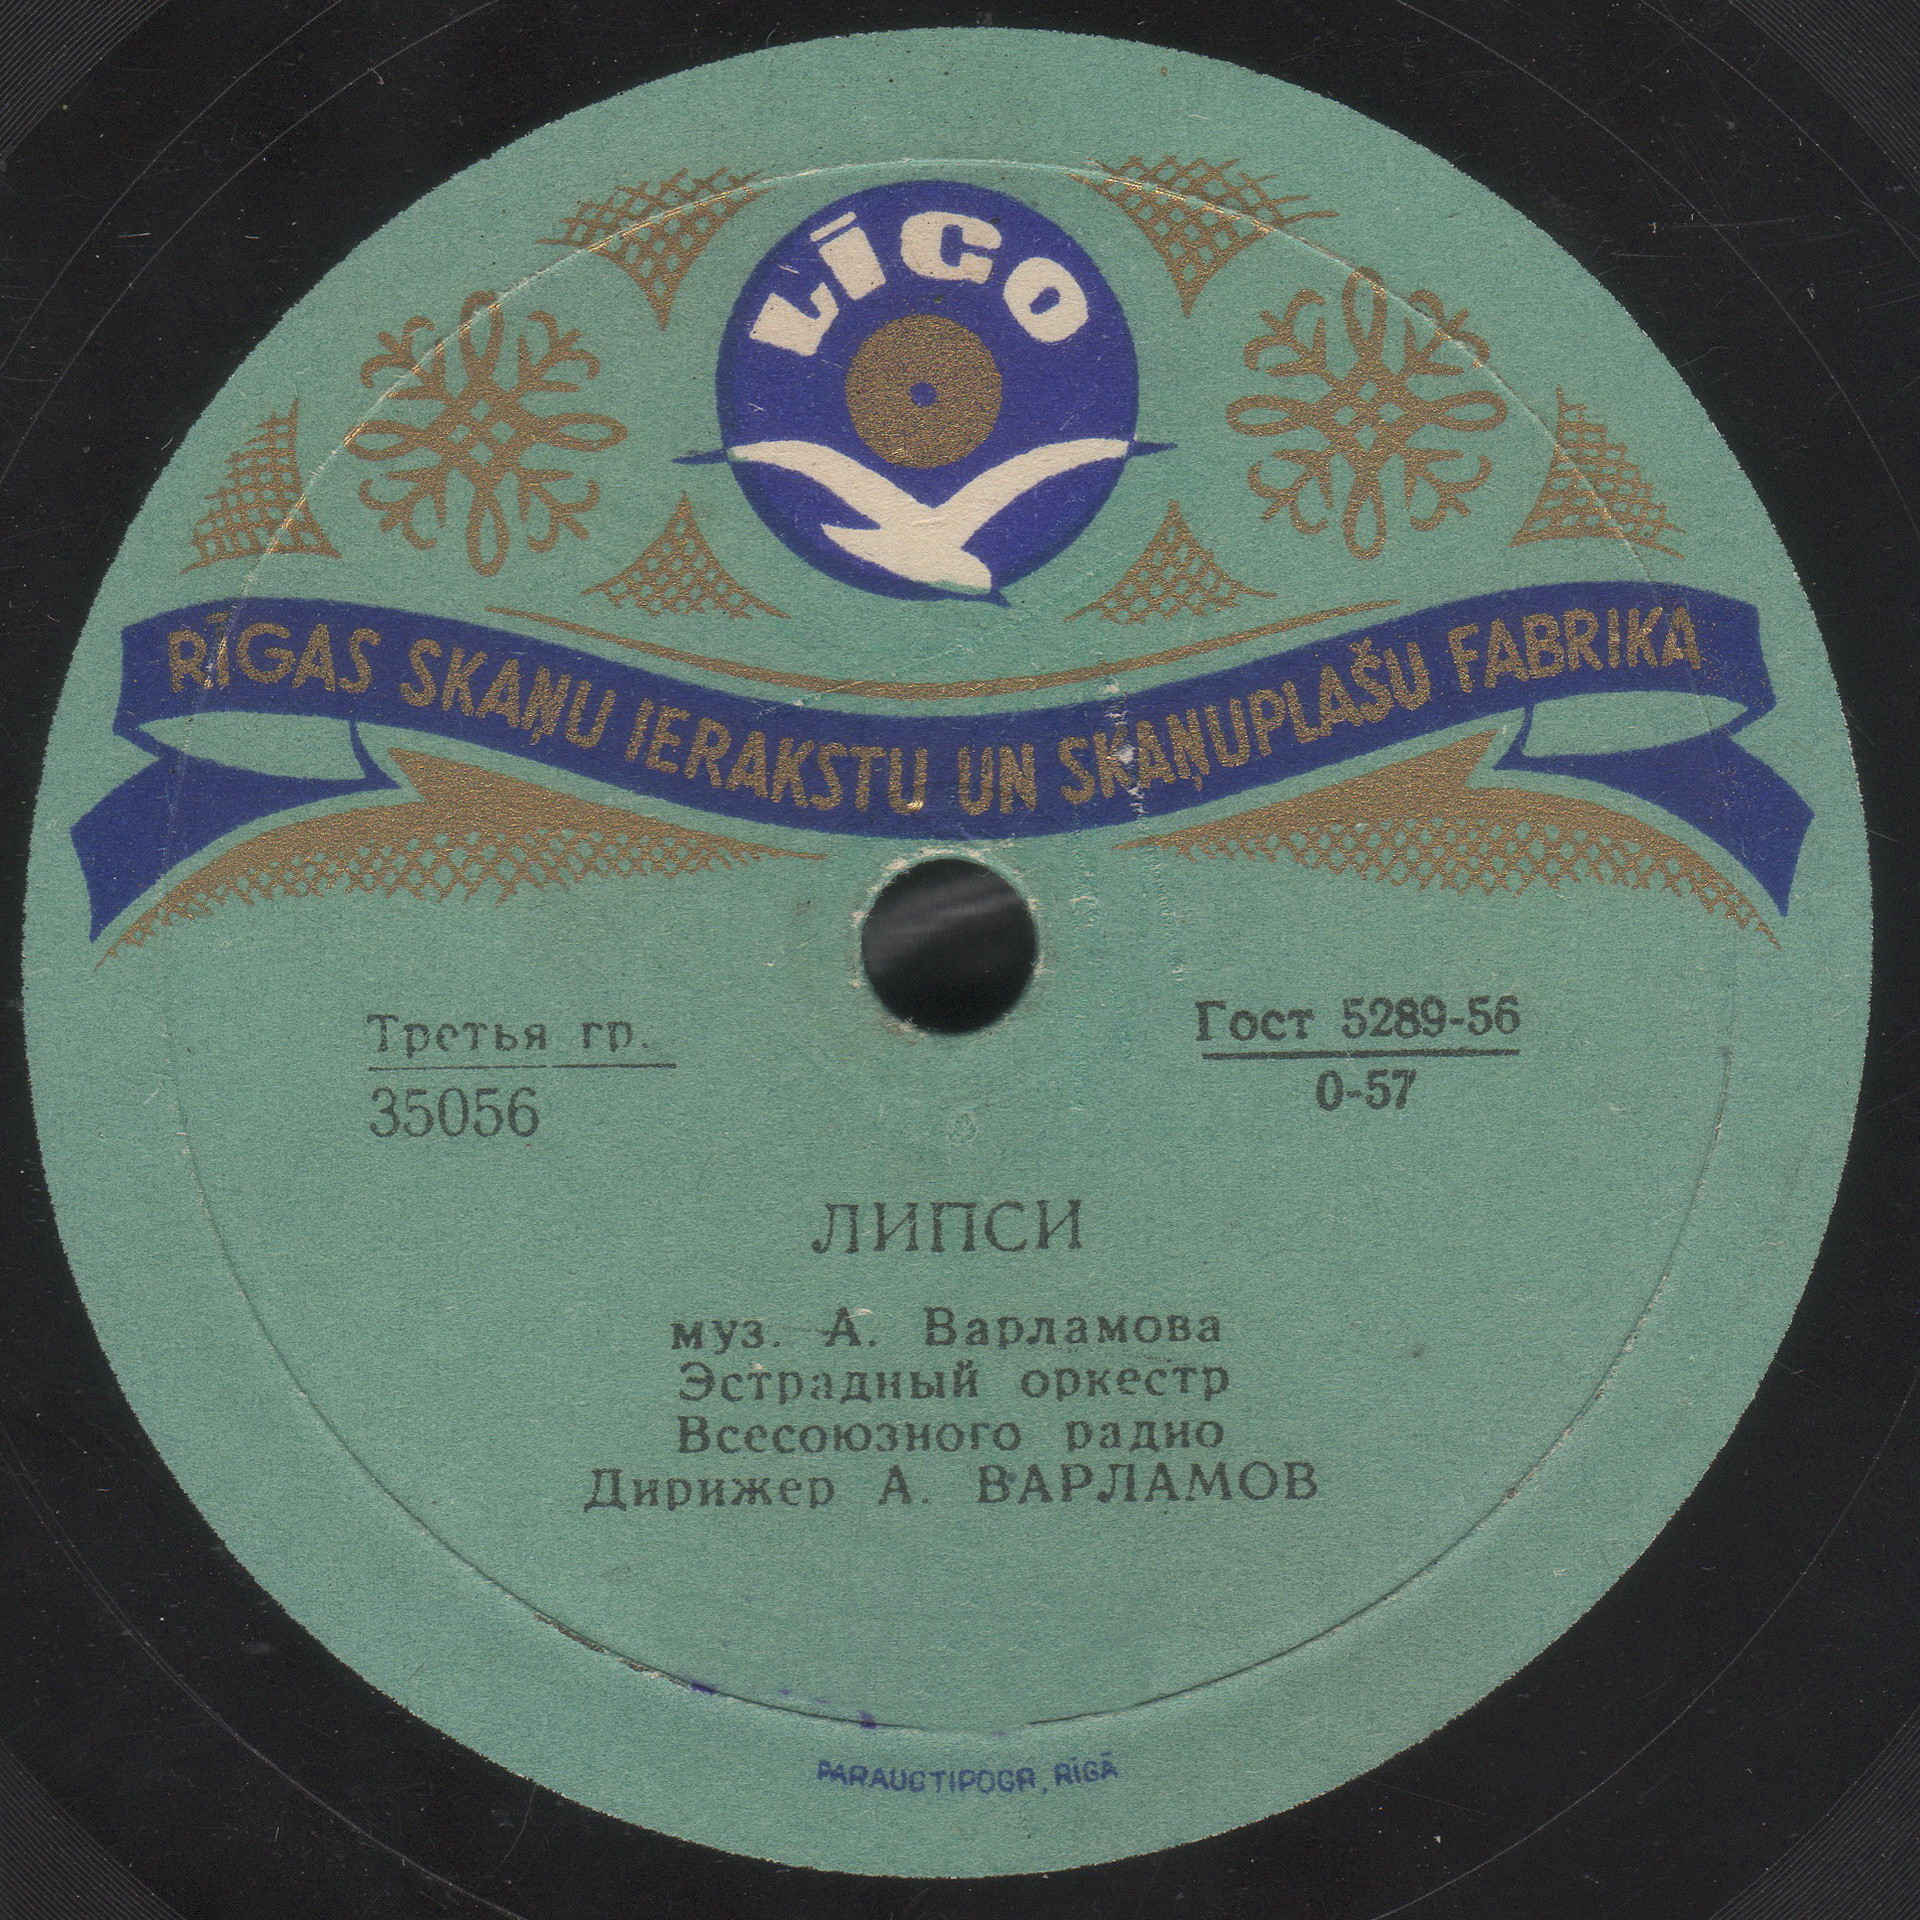 LĪGO
RĪGAS SKAŅU IERAKSTU UN SKAŅUPLAŠU FABRIKA
Третья гр.
35056
Гост 5289-56
0-57
ЛИПСИ
муз. А. Варламова
Эстрадный оркестр
Всесоюзного радио
Дирижер А. ВАРЛАМОВ
PARAUGTIPOGR, RĪGĀ